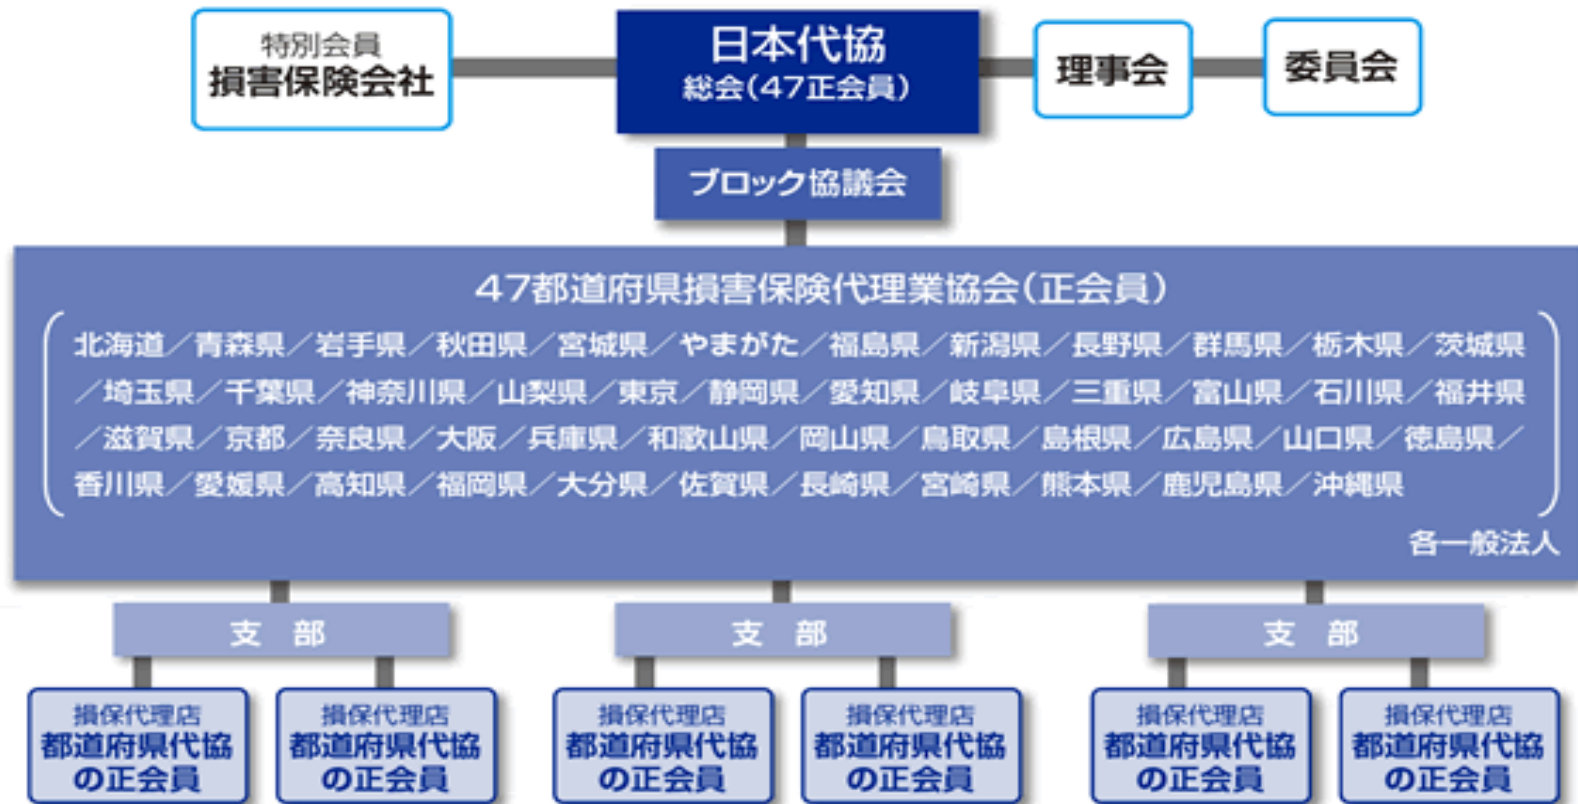 特別会員
損害保険会社
日本代協
総会(47正会員)
理事会
委員会
ブロック協議会
47都道府県損害保険代理業協会(正会員)
北海道／青森県／岩手県／秋田県／宮城県／やまがた／福島県／新潟県／長野県／群馬県／栃木県／茨城県
／埼玉県／千葉県／神奈川県／山梨県／東京／静岡県／愛知県／岐阜県／三重県／富山県／石川県／福井県
／滋賀県／京都／奈良県／大阪／兵庫県／和歌山県／岡山県／鳥取県／島根県／広島県／山口県／徳島県／
香川県／愛媛県／高知県／福岡県／大分県／佐賀県／長崎県／宮崎県／熊本県／鹿児島県／沖縄県
各一般法人
支 部
支 部
支 部
損保代理店
都道府県代協
の正会員
損保代理店
都道府県代協
の正会員
損保代理店
都道府県代協
の正会員
損保代理店
都道府県代協
の正会員
損保代理店
都道府県代協
の正会員
損保代理店
都道府県代協
の正会員